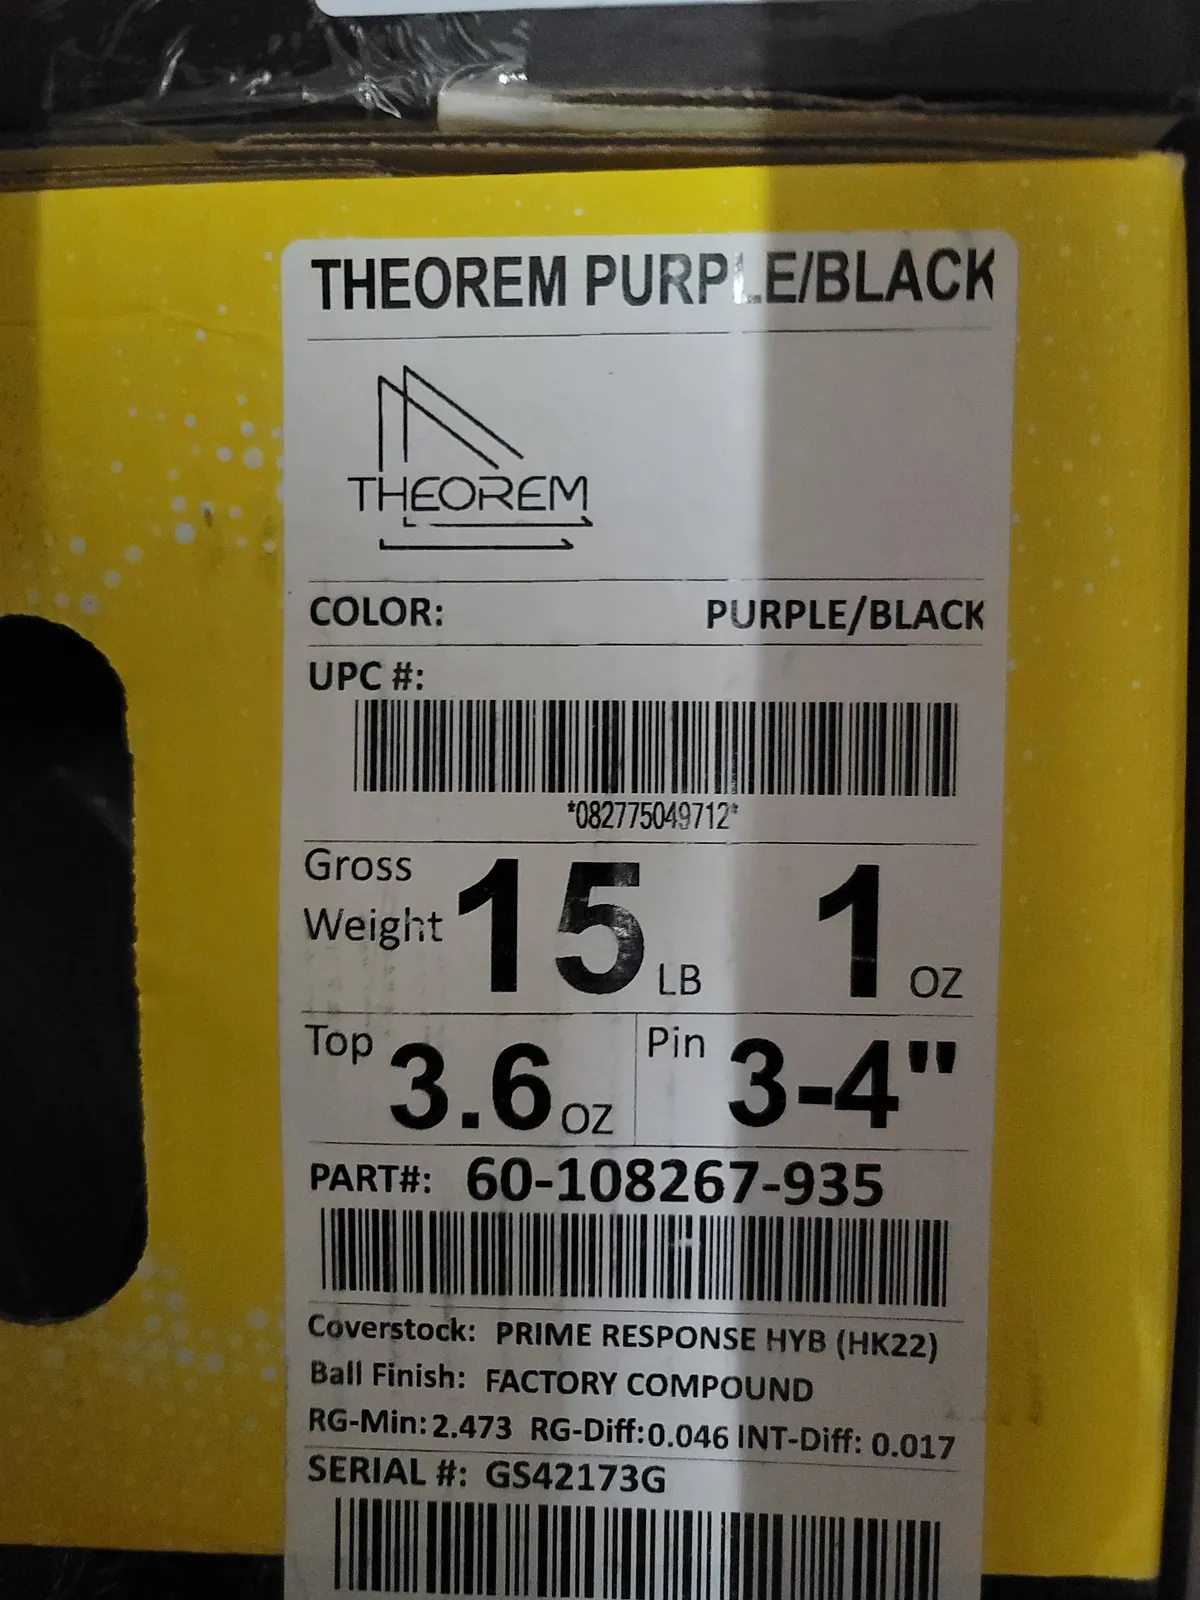 THEOREM PURPLE/BLACK
THEOREM
COLOR: PURPLE/BLACK
UPC #:
*082775049712*
Gross Weight 15 LB 1 OZ
Top 3.6 OZ Pin 3-4"
PART#: 60-108267-935
Coverstock: PRIME RESPONSE HYB (HK22)
Ball Finish: FACTORY COMPOUND
RG-Min: 2.473 RG-Diff: 0.046 INT-Diff: 0.017
SERIAL #: GS42173G